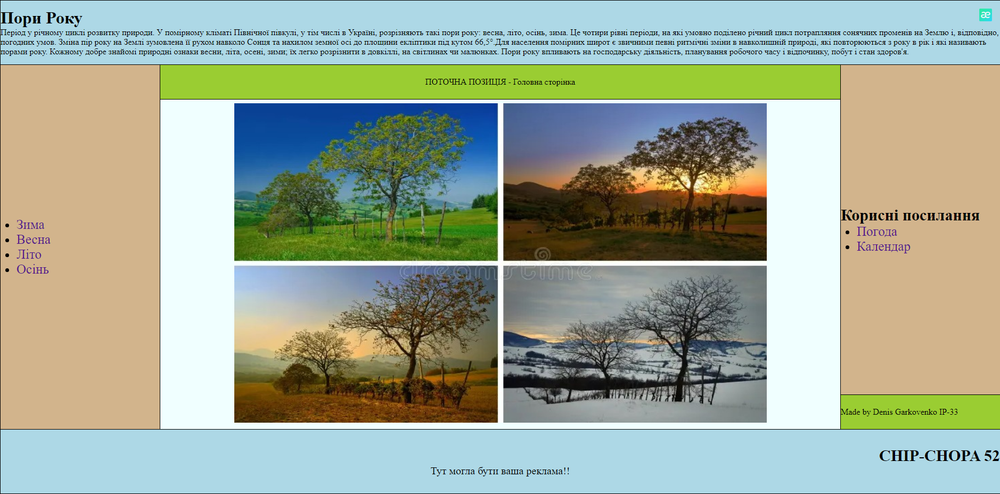 Пори Року
æ
Період у річному циклі розвитку природи. У помірному кліматі Північної півкулі, у тім числі в Україні, розрізняють такі пори року: весна, літо, осінь, зима. Це чотири рівні періоди, на які умовно поділено річний цикл потрапляння сонячних променів на Землю і, відповідно,
погодних умов. Зміна пір року на Землі зумовлена її рухом навколо Сонця та нахилом земної осі до площини екліптики під кутом 66,5°.Для населення помірних широт є звичними певні ритмічні зміни в навколишній природі, які повторюються з року в рік і які називають
порами року. Кожному добре знайомі природні ознаки весни, літа, осені, зими; їх легко розрізнити в довкіллі, на світлинах чи малюнках. Пори року впливають на господарську діяльність, планування робочого часу і відпочинку, побут і стан здоров'я.
ПОТОЧНА ПОЗИЦІЯ - Головна сторінка
Зима
Весна
Літо
Осінь
dreamstime
Корисні посилання
Погода
Календар
Made by Denis Garkovenko IP-33
CHIP-CHOPA 52
Тут могла бути ваша реклама!!